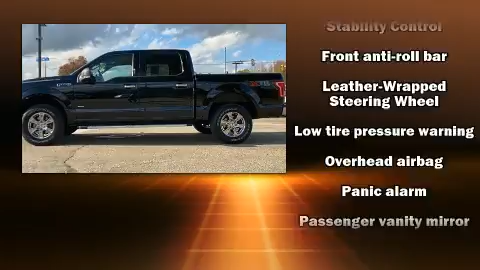 Stability Control
Front anti-roll bar
Leather-Wrapped
Steering Wheel
Low tire pressure warning
Overhead airbag
Panic alarm
Passenger vanity mirror